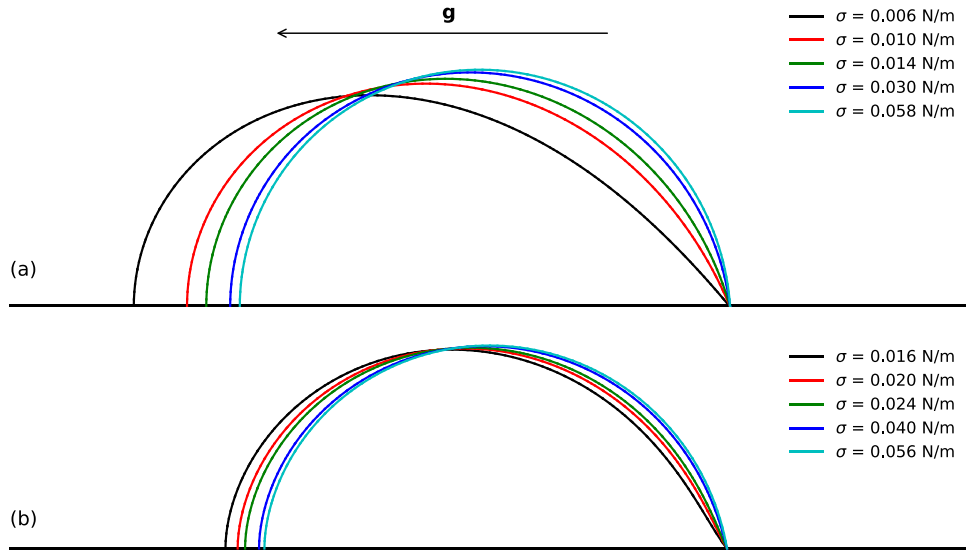 g
σ = 0.006 N/m
σ = 0.010 N/m
σ = 0.014 N/m
σ = 0.030 N/m
σ = 0.058 N/m
(a)
σ = 0.016 N/m
σ = 0.020 N/m
σ = 0.024 N/m
σ = 0.040 N/m
σ = 0.056 N/m
(b)